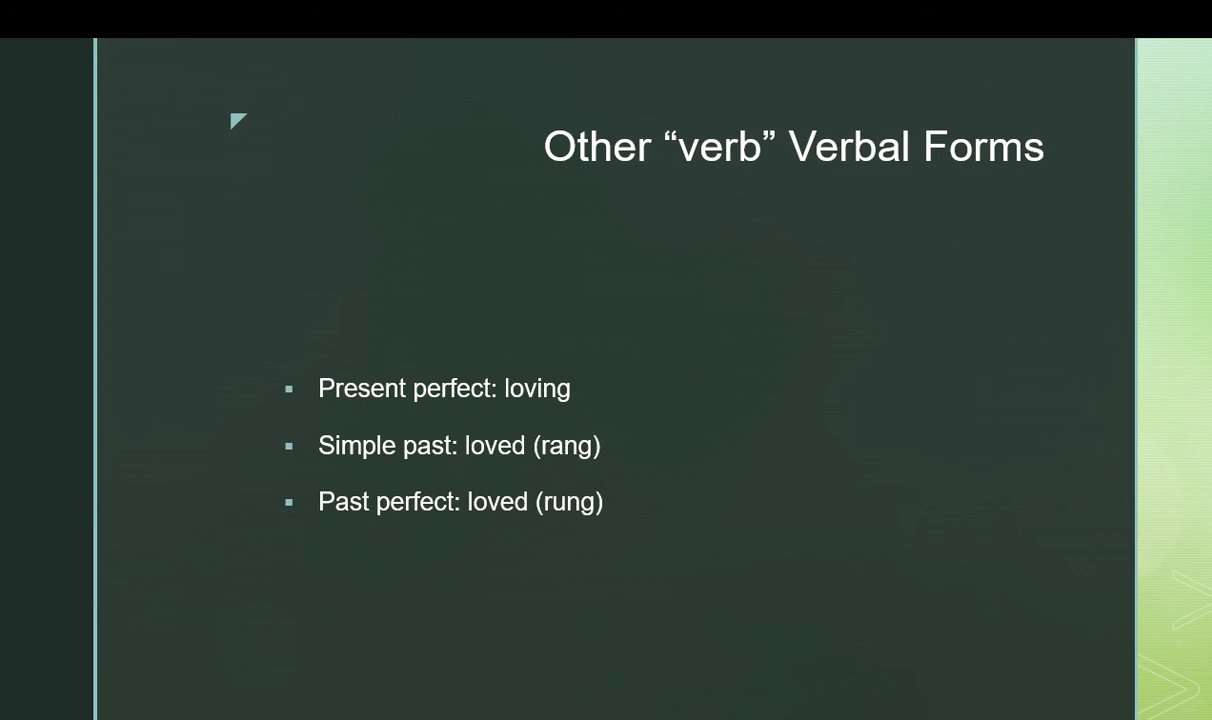 Other “verb” Verbal Forms
Present perfect: loving
Simple past: loved (rang)
Past perfect: loved (rung)